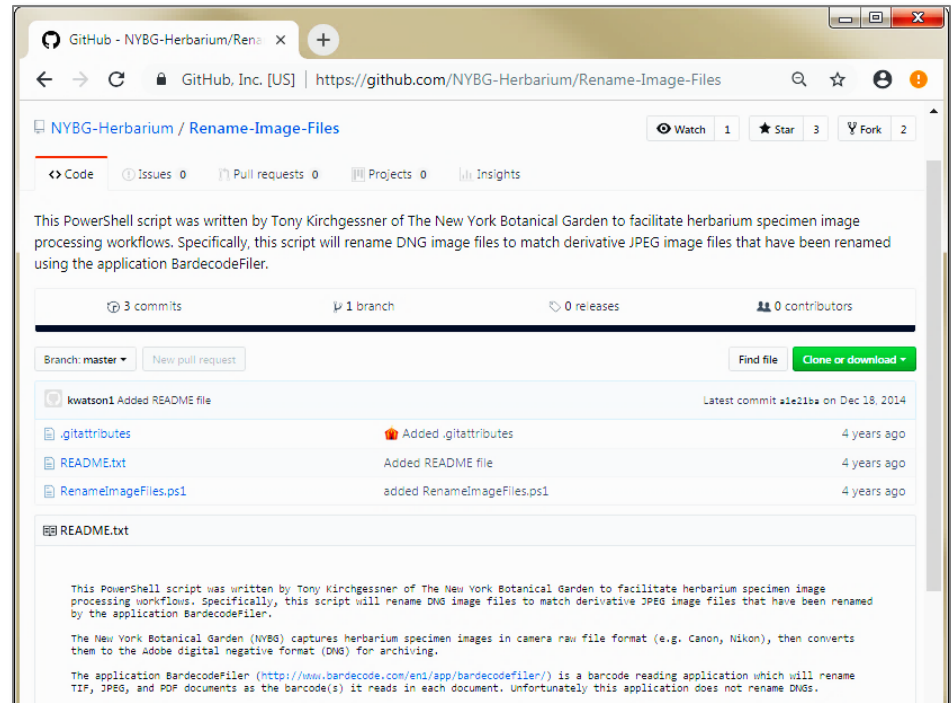 GitHub - NYBG-Herbarium/Rena
GitHub, Inc. [US] | https://github.com/NYBG-Herbarium/Rename-Image-Files
NYBG-Herbarium / Rename-Image-Files
Watch 1 Star 3 Fork 2
Code Issues 0 Pull requests 0 Projects 0 Insights
This PowerShell script was written by Tony Kirchgessner of The New York Botanical Garden to facilitate herbarium specimen image
processing workflows. Specifically, this script will rename DNG image files to match derivative JPEG image files that have been renamed
using the application BardecodeFiler.
3 commits 1 branch 0 releases 0 contributors
Branch: master New pull request Find file Clone or download
kwatson1 Added README file Latest commit a1e21ba on Dec 18, 2014
.gitattributes Added .gitattributes 4 years ago
README.txt Added README file 4 years ago
RenameImageFiles.ps1 added RenameImageFiles.ps1 4 years ago
README.txt
This PowerShell script was written by Tony Kirchgessner of The New York Botanical Garden to facilitate herbarium specimen image
processing workflows. Specifically, this script will rename DNG image files to match derivative JPEG image files that have been renamed
by the application BardecodeFiler.
The New York Botanical Garden (NYBG) captures herbarium specimen images in camera raw file format (e.g. Canon, Nikon), then converts
them to the Adobe digital negative format (DNG) for archiving.
The application BardecodeFiler (http://www.bardecode.com/en1/app/bardecodefiler/) is a barcode reading application which will rename
TIF, JPEG, and PDF documents as the barcode(s) it reads in each document. Unfortunately this application does not rename DNGs.